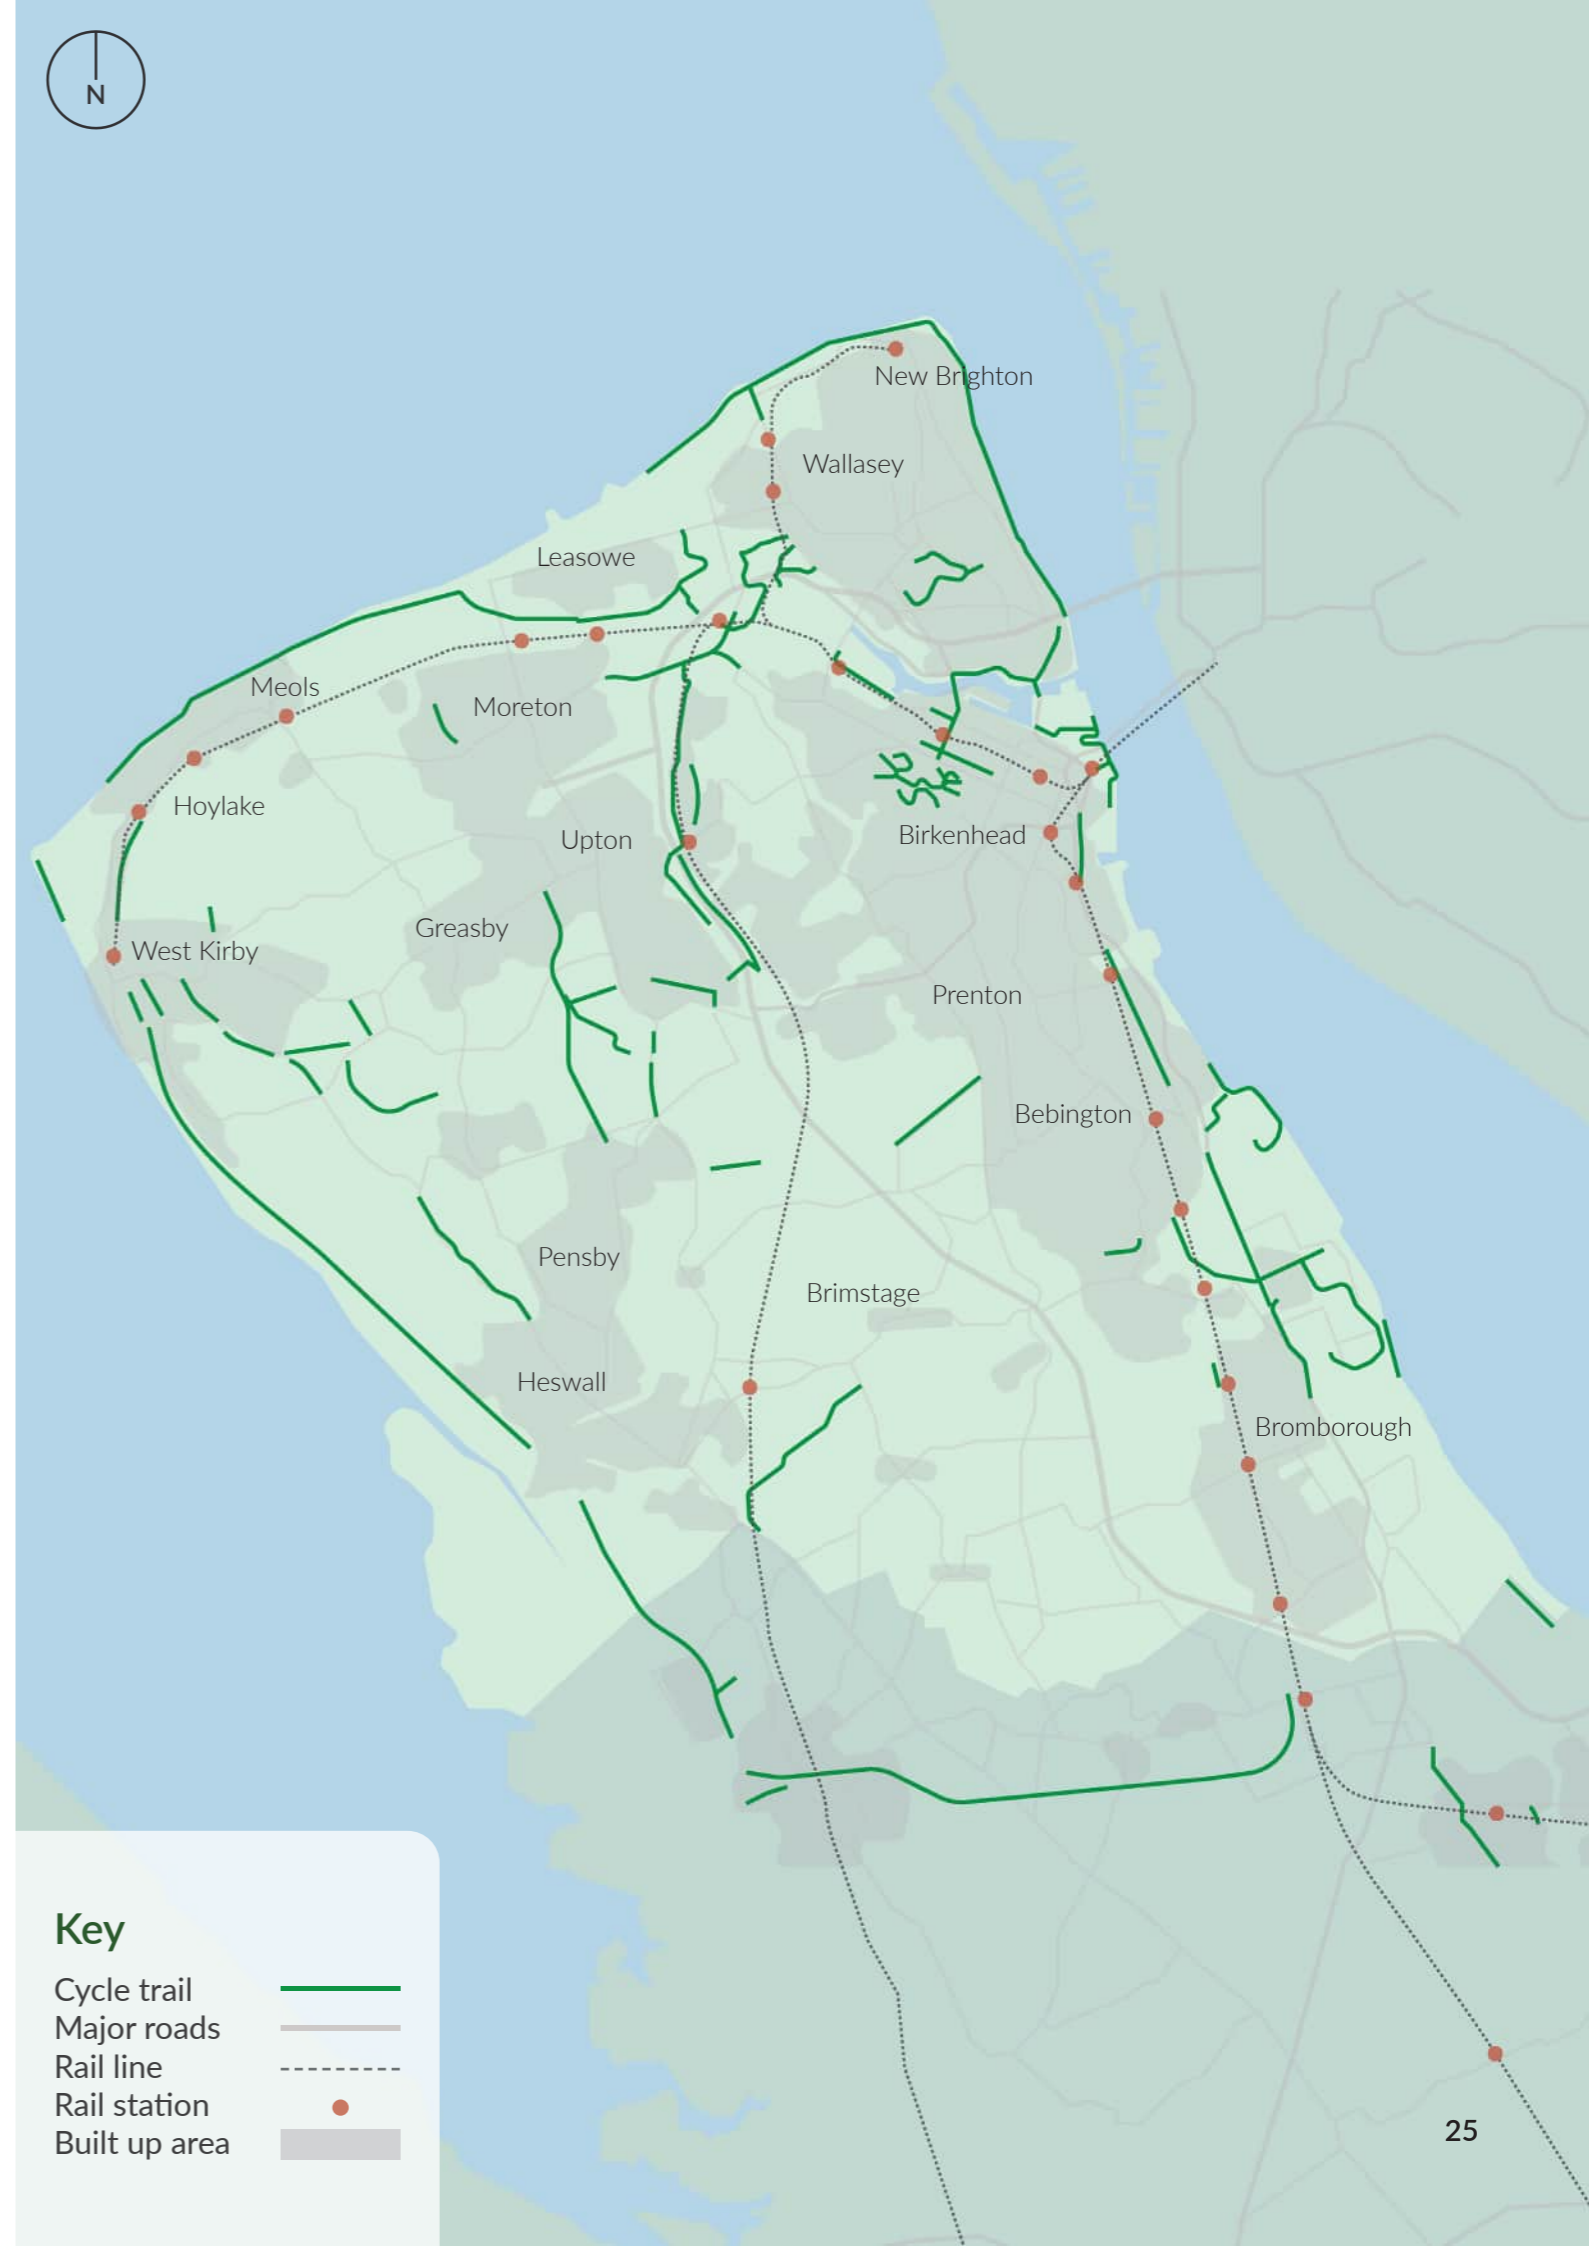 N
New Brighton
Wallasey
Leasowe
Meols
Moreton
Hoylake
Upton
Birkenhead
Greasby
West Kirby
Prenton
Bebington
Pensby
Brimstage
Heswall
Bromborough
Key
Cycle trail
Major roads
Rail line
Rail station
Built up area
25